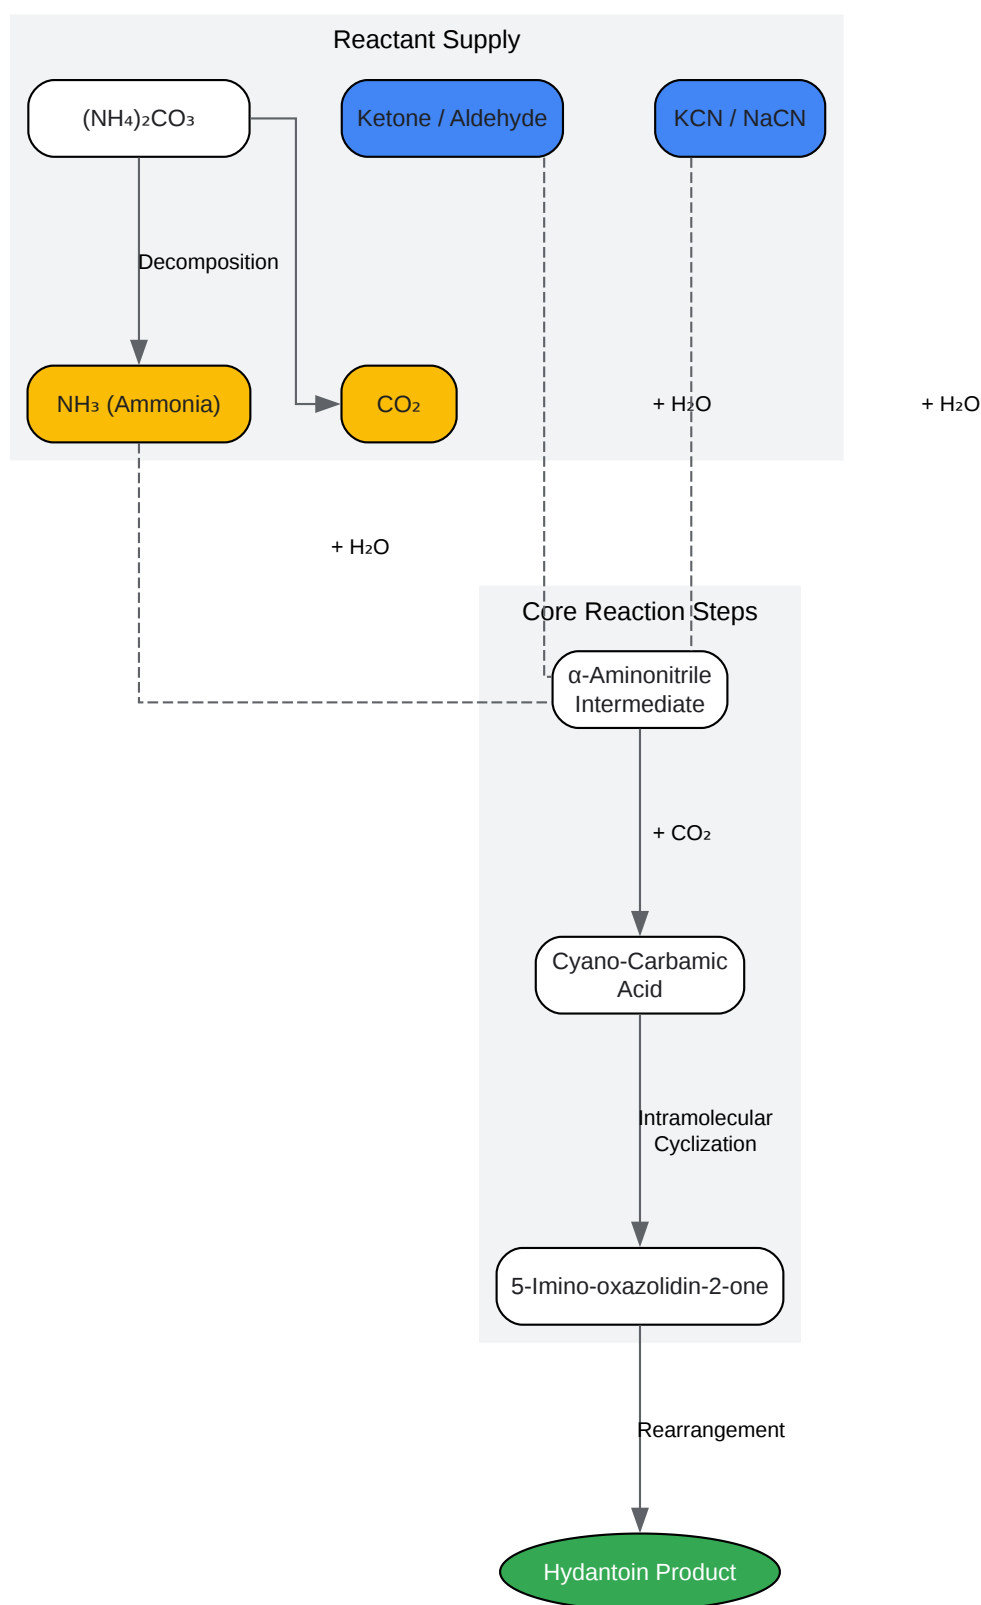 Reactant Supply
(NH₄)₂CO₃
Ketone / Aldehyde
KCN / NaCN
Decomposition
NH₃ (Ammonia)
CO₂
+ H₂O
+ H₂O
+ H₂O
Core Reaction Steps
α-Aminonitrile
Intermediate
+ CO₂
Cyano-Carbamic
Acid
Intramolecular
Cyclization
5-Imino-oxazolidin-2-one
Rearrangement
Hydantoin Product